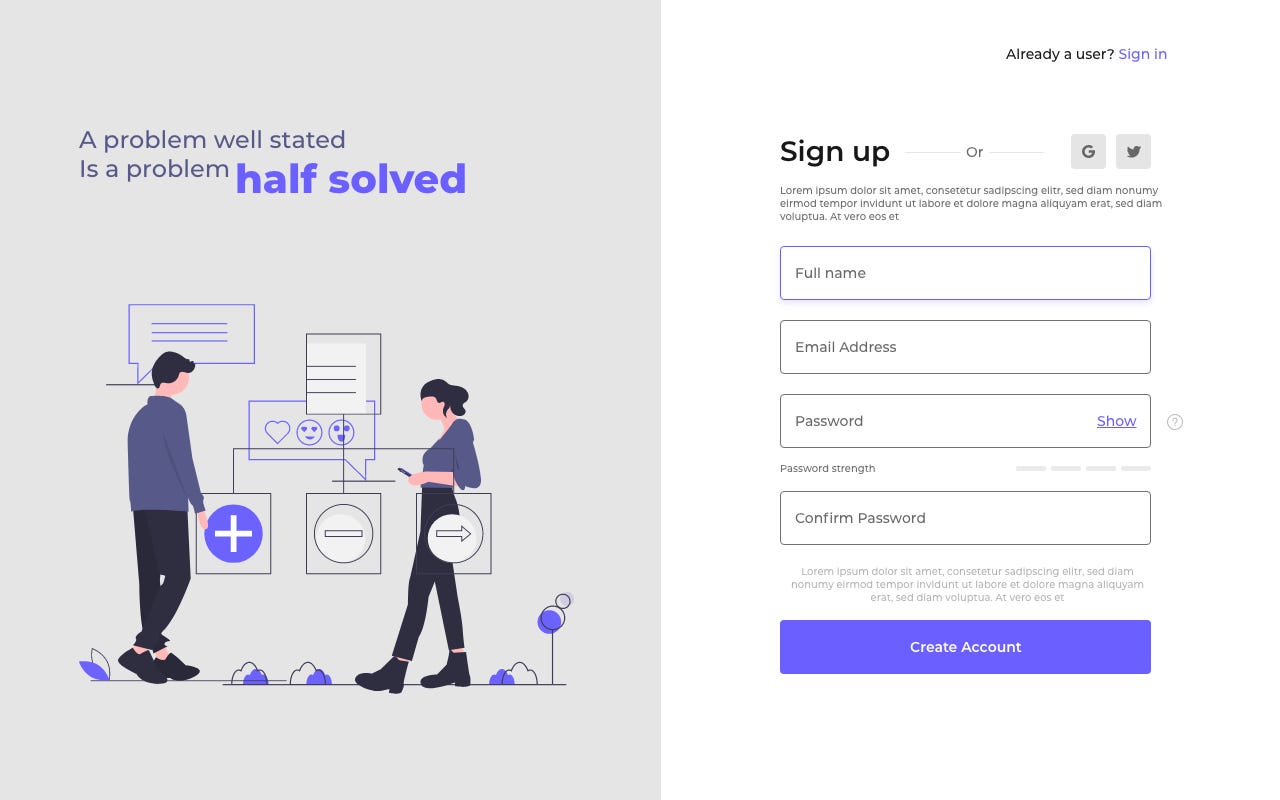 Already a user? Sign in
A problem well stated
Is a problem half solved
Sign up
Or
G
Lorem ipsum dolor sit amet, consetetur sadipscing elitr, sed diam nonumy
eirmod tempor invidunt ut labore et dolore magna aliquyam erat, sed diam
voluptua. At vero eos et
Full name
Email Address
Password
Show
?
Password strength
Confirm Password
Lorem ipsum dolor sit amet, consetetur sadipscing elitr, sed diam
nonumy eirmod tempor invidunt ut labore et dolore magna aliquyam
erat, sed diam voluptua. At vero eos et
Create Account